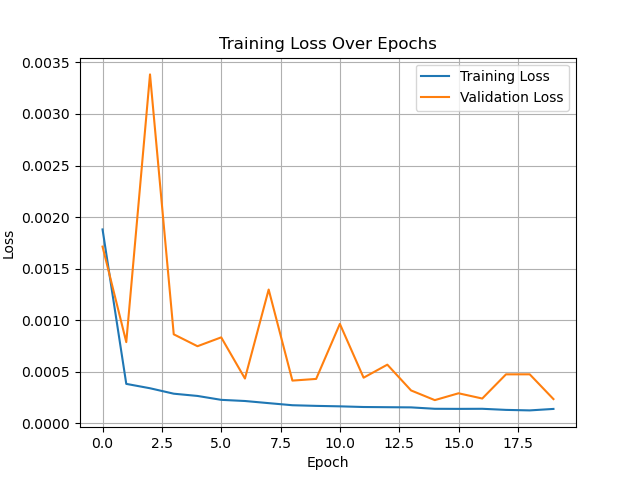 Training Loss Over Epochs
Training Loss
Validation Loss
0.0035
0.0030
0.0025
0.0020
0.0015
0.0010
0.0005
0.0000
Loss
0.0 2.5 5.0 7.5 10.0 12.5 15.0 17.5
Epoch